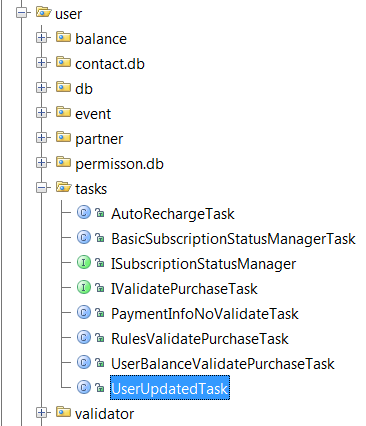 user
balance
contact.db
db
event
partner
permisson.db
tasks
C AutoRechargeTask
C BasicSubscriptionStatusManagerTask
I ISubscriptionStatusManager
I IValidatePurchaseTask
C PaymentInfoNoValidateTask
C RulesValidatePurchaseTask
C UserBalanceValidatePurchaseTask
C UserUpdatedTask
validator